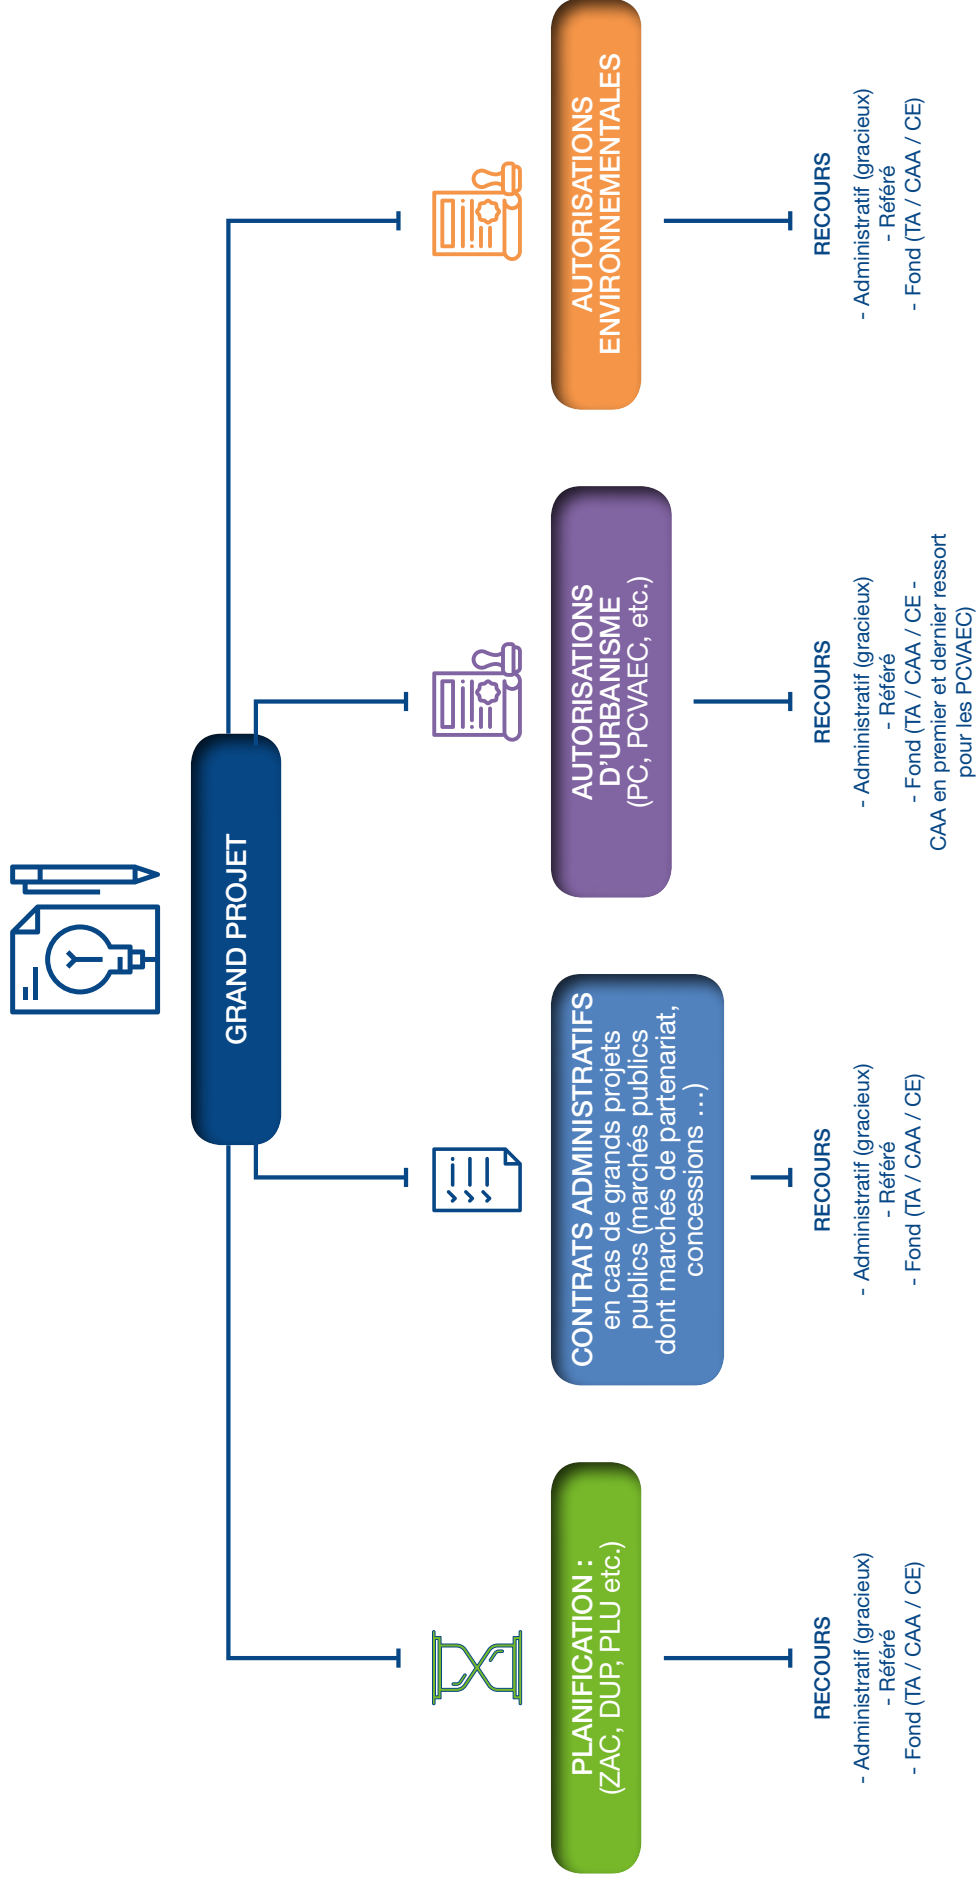 GRAND PROJET
PLANIFICATION :
(ZAC, DUP, PLU etc.)
RECOURS
- Administratif (gracieux)
- Référé
- Fond (TA / CAA / CE)
CONTRATS ADMINISTRATIFS
en cas de grands projets
publics (marchés publics
dont marchés de partenariat,
concessions ...)
RECOURS
- Administratif (gracieux)
- Référé
- Fond (TA / CAA / CE)
AUTORISATIONS
D'URBANISME
(PC, PCVAEC, etc.)
RECOURS
- Administratif (gracieux)
- Référé
- Fond (TA / CAA / CE -
CAA en premier et dernier ressort
pour les PCVAEC)
AUTORISATIONS
ENVIRONNEMENTALES
RECOURS
- Administratif (gracieux)
- Référé
- Fond (TA / CAA / CE)